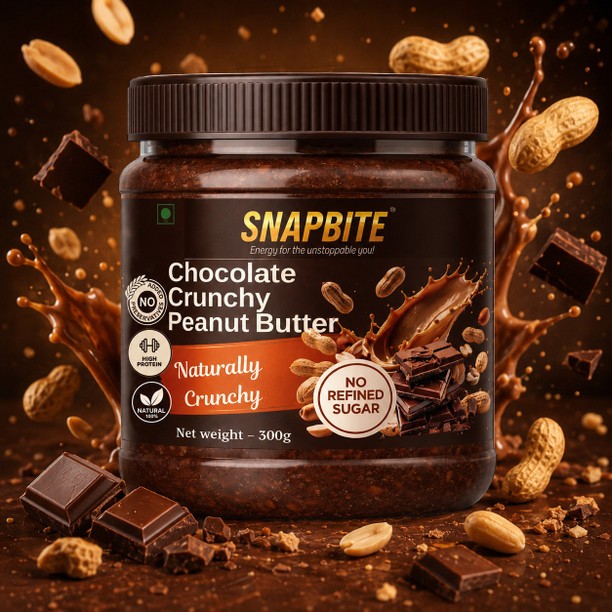 SNAPBITE®
Energy for the unstoppable you!
Chocolate
Crunchy
Peanut Butter
NO
ADDED
PRESERVATIVES
HIGH
PROTEIN
NATURAL
100%
Naturally
Crunchy
NO
REFINED
SUGAR
Net weight – 300g